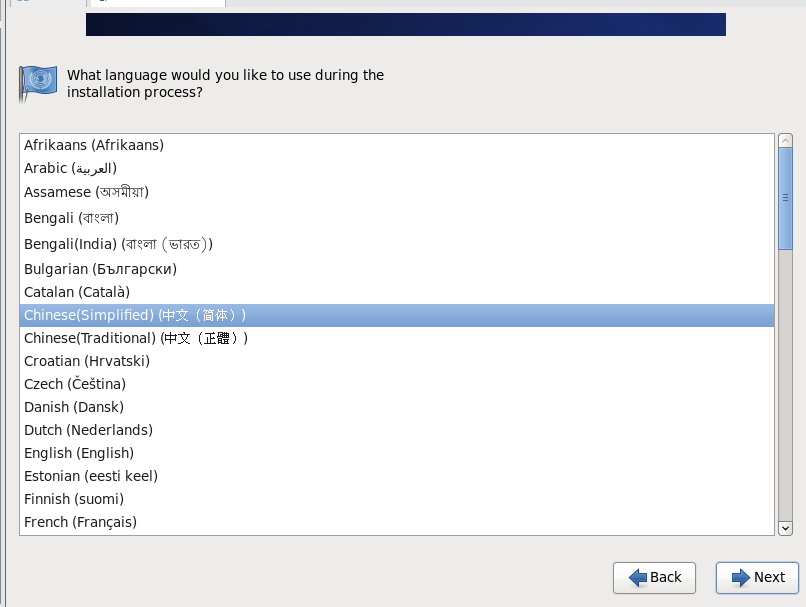 What language would you like to use during the
installation process?
Afrikaans (Afrikaans)
Arabic (العربية)
Assamese (অসমীয়া)
Bengali (বাংলা)
Bengali(India) (বাংলা (ভারত))
Bulgarian (Български)
Catalan (Català)
Chinese(Simplified) (中文（简体）)
Chinese(Traditional) (中文（正體）)
Croatian (Hrvatski)
Czech (Čeština)
Danish (Dansk)
Dutch (Nederlands)
English (English)
Estonian (eesti keel)
Finnish (suomi)
French (Français)
Back
Next